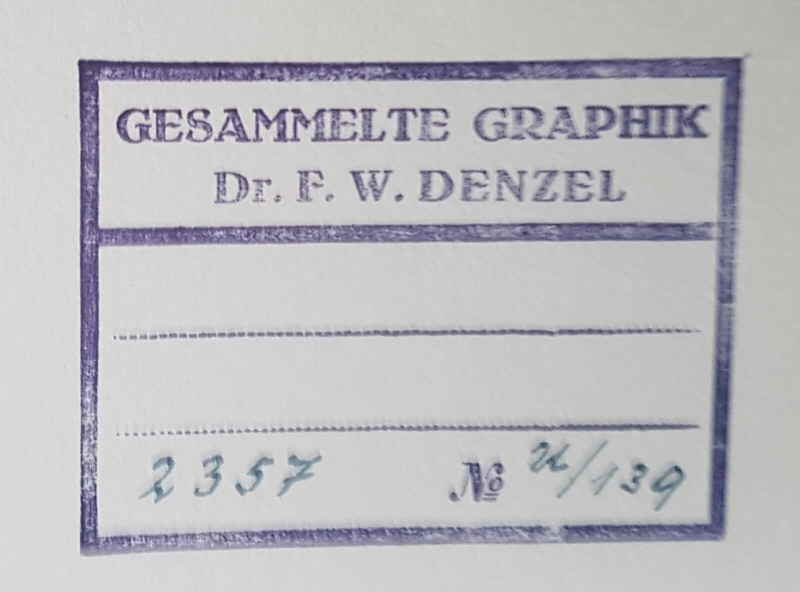 GESAMMELTE GRAPHIK
Dr. F. W. DENZEL
2357 № u/139